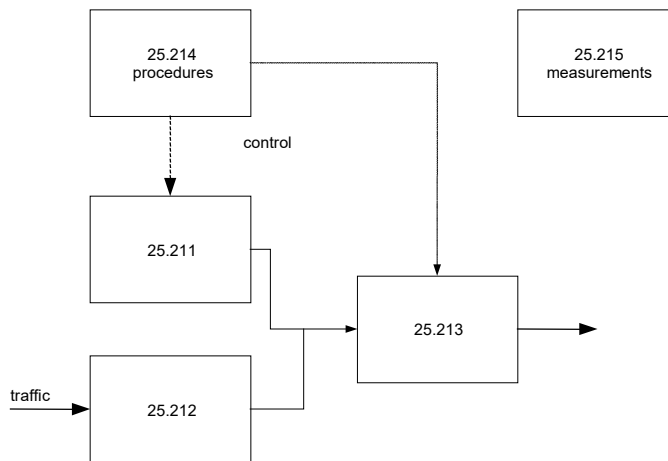 25.214
procedures
25.215
measurements
control
25.211
25.213
traffic
25.212